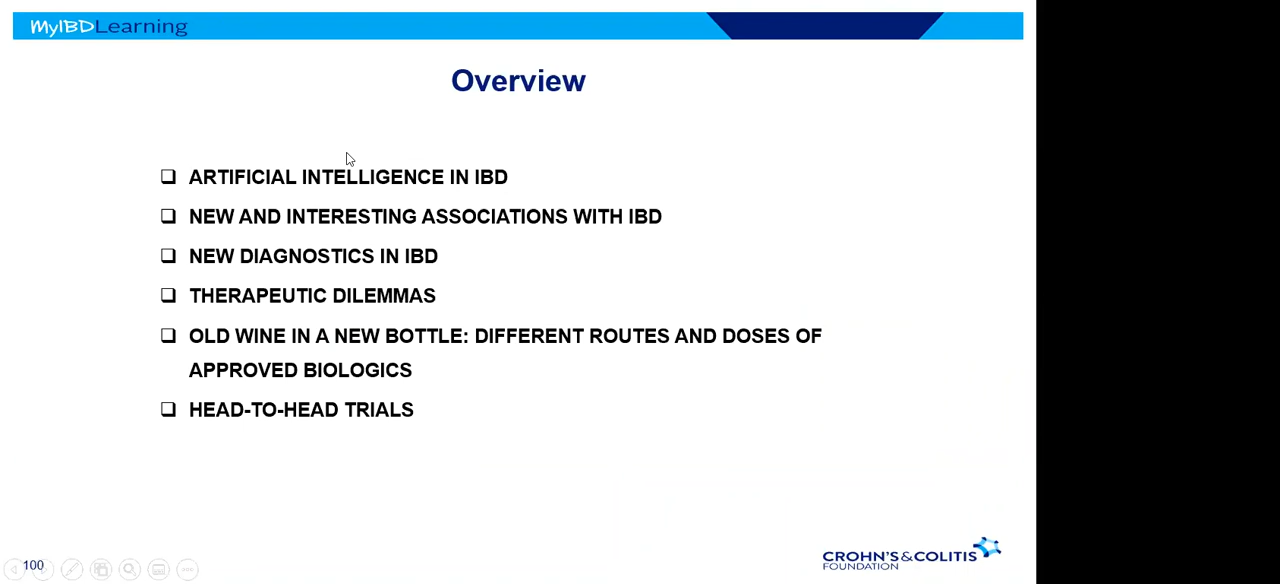 MyIBDLearning
Overview
ARTIFICIAL INTELLIGENCE IN IBD
NEW AND INTERESTING ASSOCIATIONS WITH IBD
NEW DIAGNOSTICS IN IBD
THERAPEUTIC DILEMMAS
OLD WINE IN A NEW BOTTLE: DIFFERENT ROUTES AND DOSES OF
APPROVED BIOLOGICS
HEAD-TO-HEAD TRIALS
100
CROHN'S & COLITIS
FOUNDATION